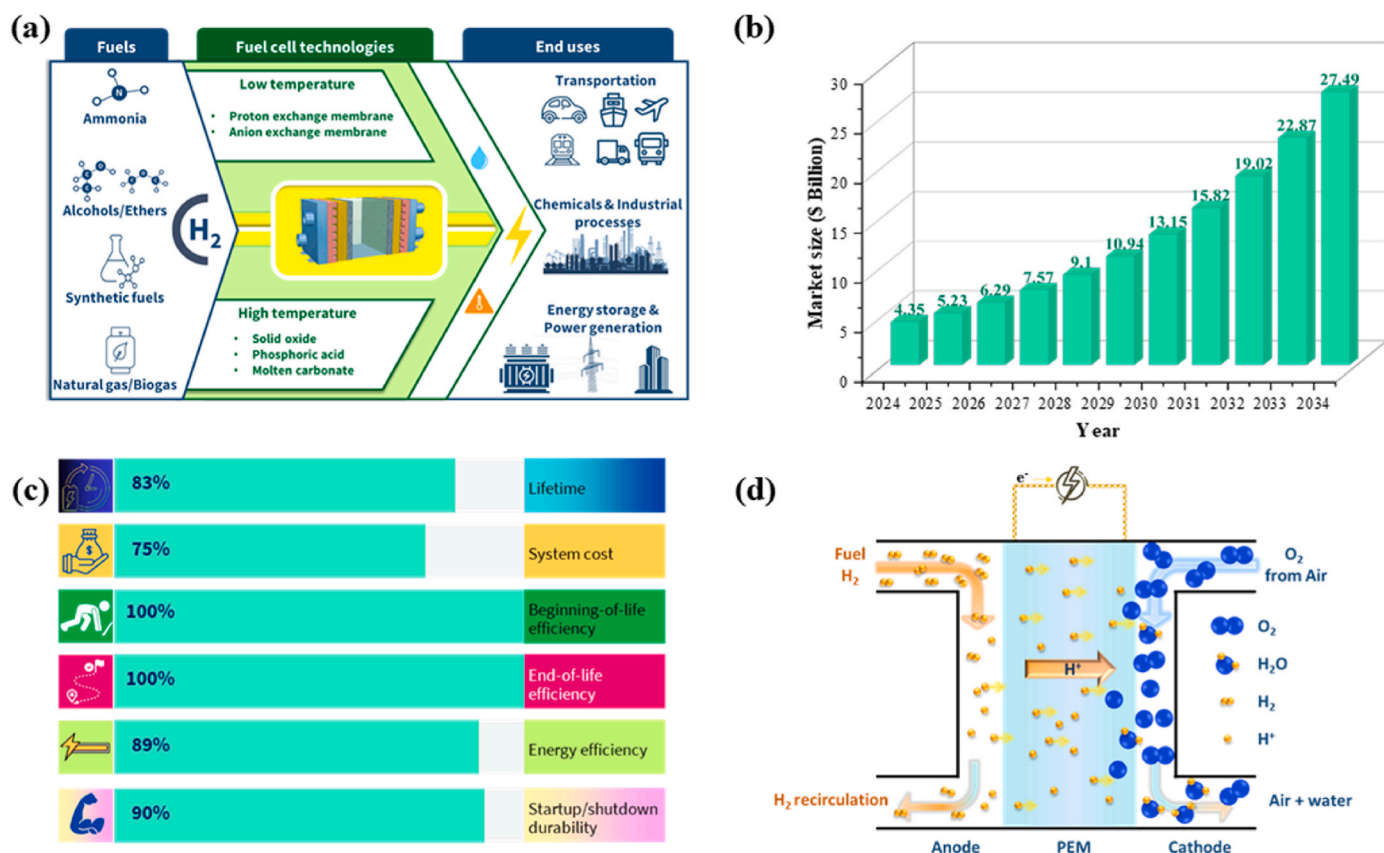 (a)
Fuels
Fuel cell technologies
End uses
N
Ammonia
Alcohols/Ethers
Synthetic fuels
Natural gas/Biogas
H2
Low temperature
• Proton exchange membrane
• Anion exchange membrane
High temperature
• Solid oxide
• Phosphoric acid
• Molten carbonate
Transportation
Chemicals & Industrial
processes
Energy storage &
Power generation
(b)
Market size ($ Billion)
30
25
20
15
10
5
0
4.35
5.23
6.29
7.57
9.1
10.94
13.15
15.82
19.02
22.87
27.49
2024 2025 2026 2027 2028 2029 2030 2031 2032 2033 2034
Year
(c)
83%
Lifetime
75%
System cost
100%
Beginning-of-life
efficiency
100%
End-of-life
efficiency
89%
Energy efficiency
90%
Startup/shutdown
durability
(d)
e-
Fuel
H2
O2
from Air
H+
O2
H2O
H2
H+
H2 recirculation
Air + water
Anode
PEM
Cathode